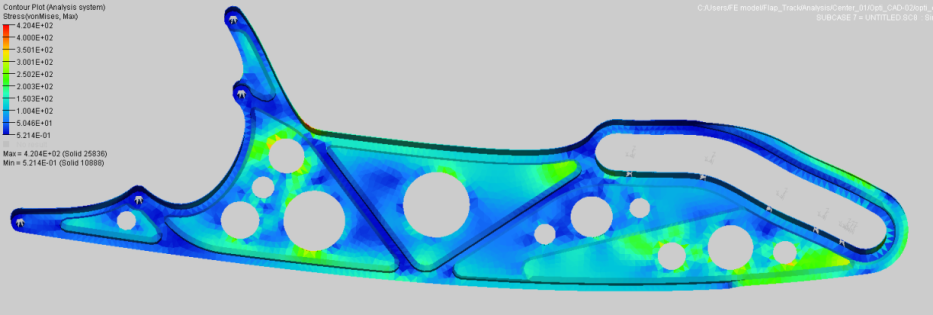 Contour Plot (Analysis system)
Stress(vonMises, Max)
4.204E+02
4.000E+02
3.501E+02
3.001E+02
2.502E+02
2.003E+02
1.503E+02
1.004E+02
5.046E+01
5.214E-01
Max = 4.204E+02 (Solid 25936)
Min = 5.214E-01 (Solid 10888)
C:/Users/FE model/Flap_Track/Analysis/Center_01/Opti_CAD-02/opti_
SUBCASE 7 = UNTITLED.SC8 : Si